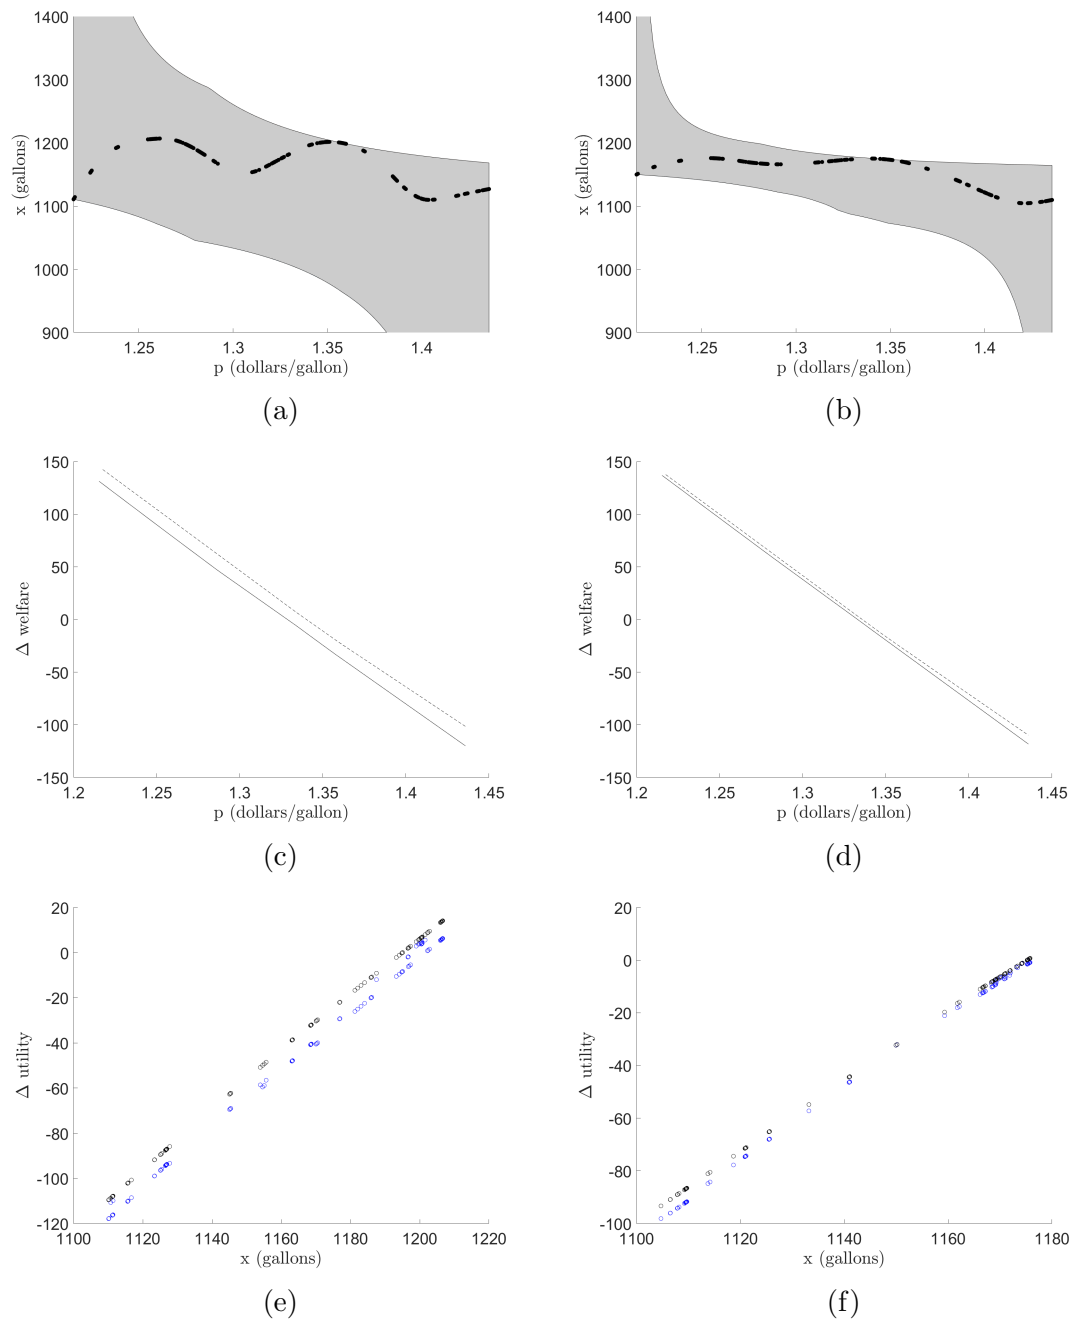 1400
1300
1200
1100
1000
900
x (gallons)
1.25 1.3 1.35 1.4
p (dollars/gallon)
(a)
1400
1300
1200
1100
1000
900
x (gallons)
1.25 1.3 1.35 1.4
p (dollars/gallon)
(b)
150
100
50
0
-50
-100
-150
Δ welfare
1.2 1.25 1.3 1.35 1.4 1.45
p (dollars/gallon)
(c)
150
100
50
0
-50
-100
-150
Δ welfare
1.2 1.25 1.3 1.35 1.4 1.45
p (dollars/gallon)
(d)
20
0
-20
-40
-60
-80
-100
-120
Δ utility
1100 1120 1140 1160 1180 1200 1220
x (gallons)
(e)
20
0
-20
-40
-60
-80
-100
Δ utility
1100 1120 1140 1160 1180
x (gallons)
(f)